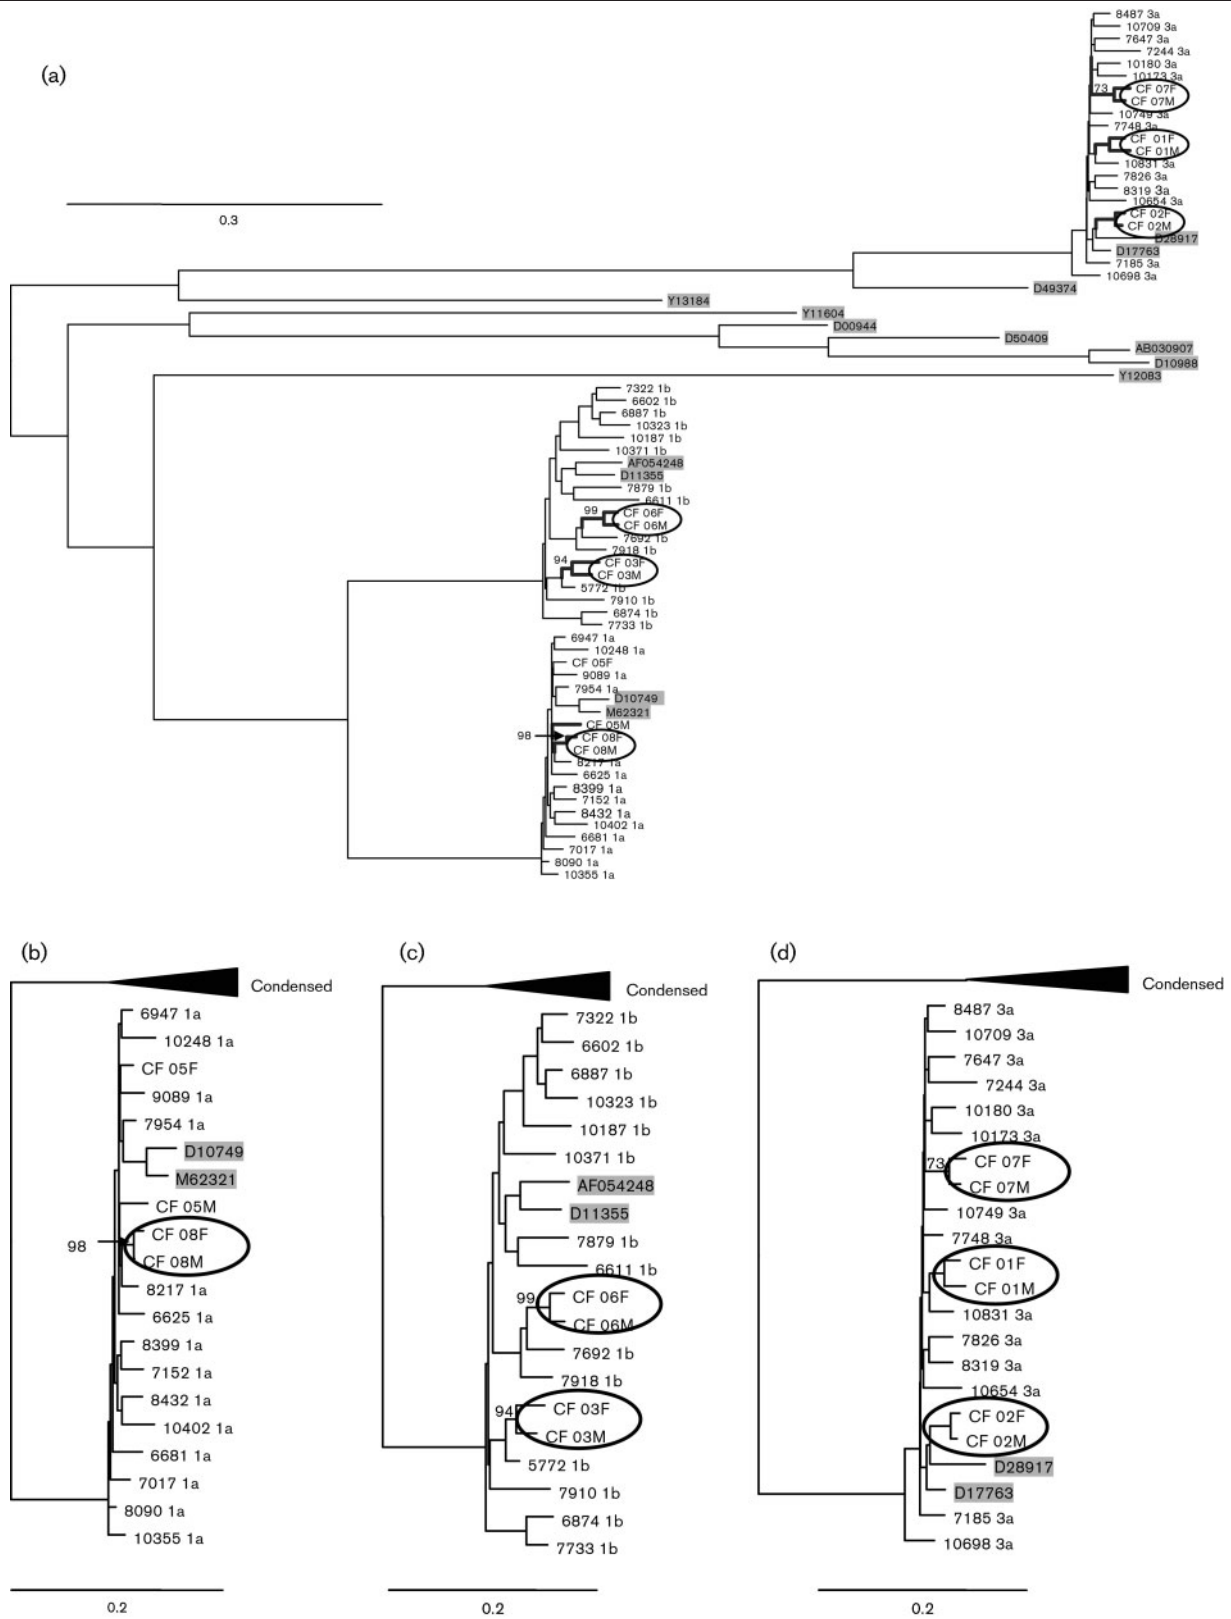 (a)
8487 3a
10709 3a
7647 3a
7244 3a
10180 3a
10173 3a
73
CF 07F
CF 07M
10749 3a
7748 3a
CF 01F
CF 01M
10831 3a
7826 3a
8319 3a
10654 3a
CF 02F
CF 02M
D28917
D17763
7185 3a
10698 3a
D49374
0.3
Y13184
Y11604
D00944
D50409
AB030907
D10988
Y12083
7322 1b
6602 1b
6887 1b
10323 1b
10187 1b
10371 1b
AF054248
D11355
7879 1b
6611 1b
99
CF 06F
CF 06M
7692 1b
7918 1b
94
CF 03F
CF 03M
5772 1b
7910 1b
6874 1b
7733 1b
6947 1a
10248 1a
CF 05F
9089 1a
7954 1a
D10749
M62321
CF 05M
98
CF 08F
CF 08M
8217 1a
6625 1a
8399 1a
7152 1a
8432 1a
10402 1a
6681 1a
7017 1a
8090 1a
10355 1a
(b)
Condensed
6947 1a
10248 1a
CF 05F
9089 1a
7954 1a
D10749
M62321
CF 05M
98
CF 08F
CF 08M
8217 1a
6625 1a
8399 1a
7152 1a
8432 1a
10402 1a
6681 1a
7017 1a
8090 1a
10355 1a
0.2
(c)
Condensed
7322 1b
6602 1b
6887 1b
10323 1b
10187 1b
10371 1b
AF054248
D11355
7879 1b
6611 1b
99
CF 06F
CF 06M
7692 1b
7918 1b
94
CF 03F
CF 03M
5772 1b
7910 1b
6874 1b
7733 1b
0.2
(d)
Condensed
8487 3a
10709 3a
7647 3a
7244 3a
10180 3a
10173 3a
73
CF 07F
CF 07M
10749 3a
7748 3a
CF 01F
CF 01M
10831 3a
7826 3a
8319 3a
10654 3a
CF 02F
CF 02M
D28917
D17763
7185 3a
10698 3a
0.2